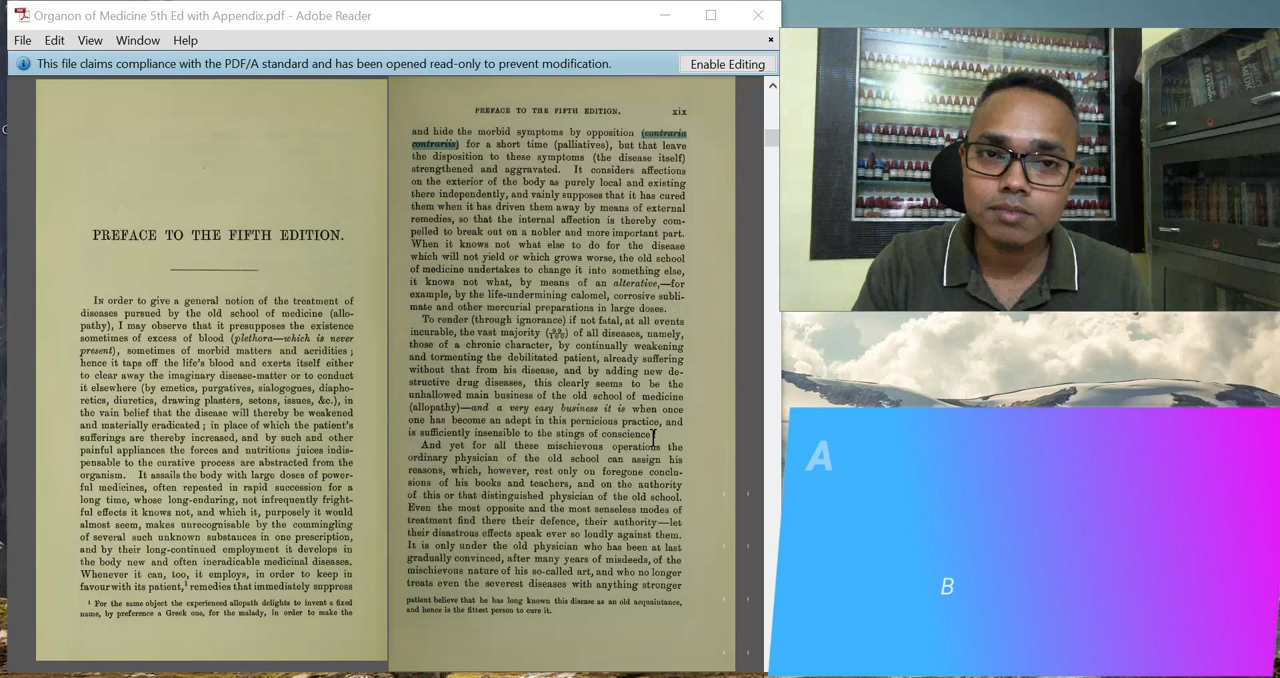 Organon of Medicine 5th Ed with Appendix.pdf - Adobe Reader
File Edit View Window Help
This file claims compliance with the PDF/A standard and has been opened read-only to prevent modification.
Enable Editing
PREFACE TO THE FIFTH EDITION.
In order to give a general notion of the treatment of
diseases pursued by the old school of medicine (allo-
pathy), I may observe that it presupposes the existence
sometimes of excess of blood (plethora—which is never
present), sometimes of morbid matters and acridities;
hence it taps off the life's blood and exerts itself either
to clear away the imaginary disease-matter or to conduct
it elsewhere (by emetics, purgatives, sialogogues, diapho-
retics, diuretics, drawing plasters, setons, issues, &c.), in
the vain belief that the disease will thereby be weakened
and materially eradicated; in place of which the patient's
sufferings are thereby increased, and by such and other
painful appliances the forces and nutritious juices indis-
pensable to the curative process are abstracted from the
organism. It assails the body with large doses of power-
ful medicines, often repeated in rapid succession for a
long time, whose long-enduring, not infrequently fright-
ful effects it knows not, and which it, purposely it would
almost seem, makes unrecognisable by the commingling
of several such unknown substances in one prescription,
and by their long-continued employment it develops in
the body new and often ineradicable medicinal diseases.
Whenever it can, too, it employs, in order to keep in
favour with its patient,¹ remedies that immediately suppress
¹ For the same object the experienced allopath delights to invent a fixed
name, by preference a Greek one, for the malady, in order to make the
PREFACE TO THE FIFTH EDITION. xix
and hide the morbid symptoms by opposition (contraria
contrariis) for a short time (palliatives), but that leave
the disposition to these symptoms (the disease itself)
strengthened and aggravated. It considers affections
on the exterior of the body as purely local and existing
there independently, and vainly supposes that it has cured
them when it has driven them away by means of external
remedies, so that the internal affection is thereby com-
pelled to break out on a nobler and more important part.
When it knows not what else to do for the disease
which will not yield or which grows worse, the old school
of medicine undertakes to change it into something else,
it knows not what, by means of an alterative,—for
example, by the life-undermining calomel, corrosive subli-
mate and other mercurial preparations in large doses.
To render (through ignorance) if not fatal, at all events
incurable, the vast majority (99/100) of all diseases, namely,
those of a chronic character, by continually weakening
and tormenting the debilitated patient, already suffering
without that from his disease, and by adding new de-
structive drug diseases, this clearly seems to be the
unhallowed main business of the old school of medicine
(allopathy)—and a very easy business it is when once
one has become an adept in this pernicious practice, and
is sufficiently insensible to the stings of conscience!
And yet for all these mischievous operations the
ordinary physician of the old school can assign his
reasons, which, however, rest only on foregone conclu-
sions of his books and teachers, and on the authority
of this or that distinguished physician of the old school.
Even the most opposite and the most senseless modes of
treatment find there their defence, their authority—let
their disastrous effects speak ever so loudly against them.
It is only under the old physician who has been at last
gradually convinced, after many years of misdeeds, of the
mischievous nature of his so-called art, and who no longer
treats even the severest diseases with anything stronger
patient believe that he has long known this disease as an old acquaintance,
and hence is the fittest person to cure it.
A
B